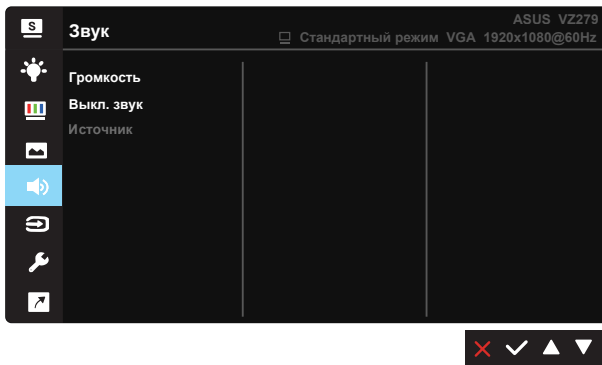 S
Звук
ASUS VZ279
Стандартный режим VGA 1920x1080@60Hz
Громкость
Выкл. звук
Источник